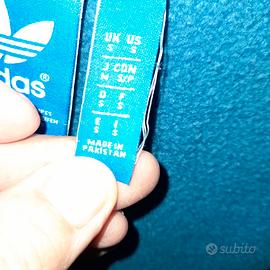 adidas®
UK US
S S
J CDN
M S/P
D F
S S
E I
S S
MADE IN
PAKISTAN
subito